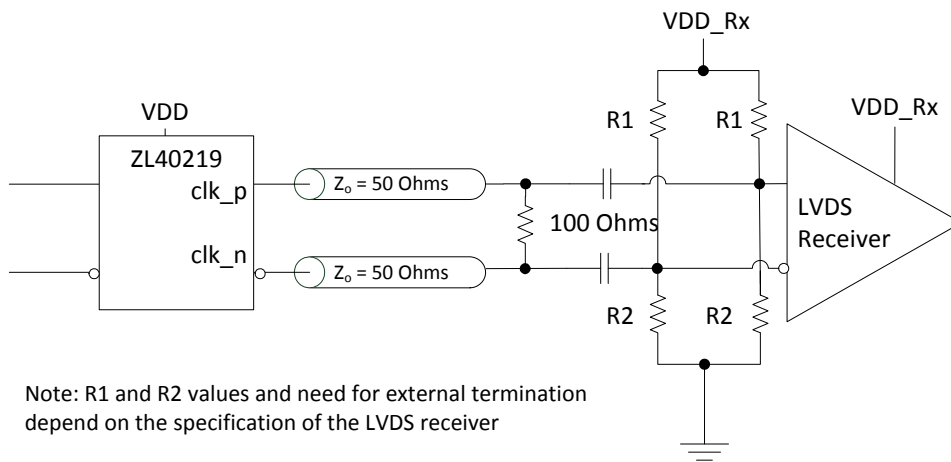 VDD_Rx
VDD
R1
R1
VDD_Rx
ZL40219
clk_p
Zo = 50 Ohms
100 Ohms
LVDS
Receiver
clk_n
Zo = 50 Ohms
R2
R2
Note: R1 and R2 values and need for external termination
depend on the specification of the LVDS receiver